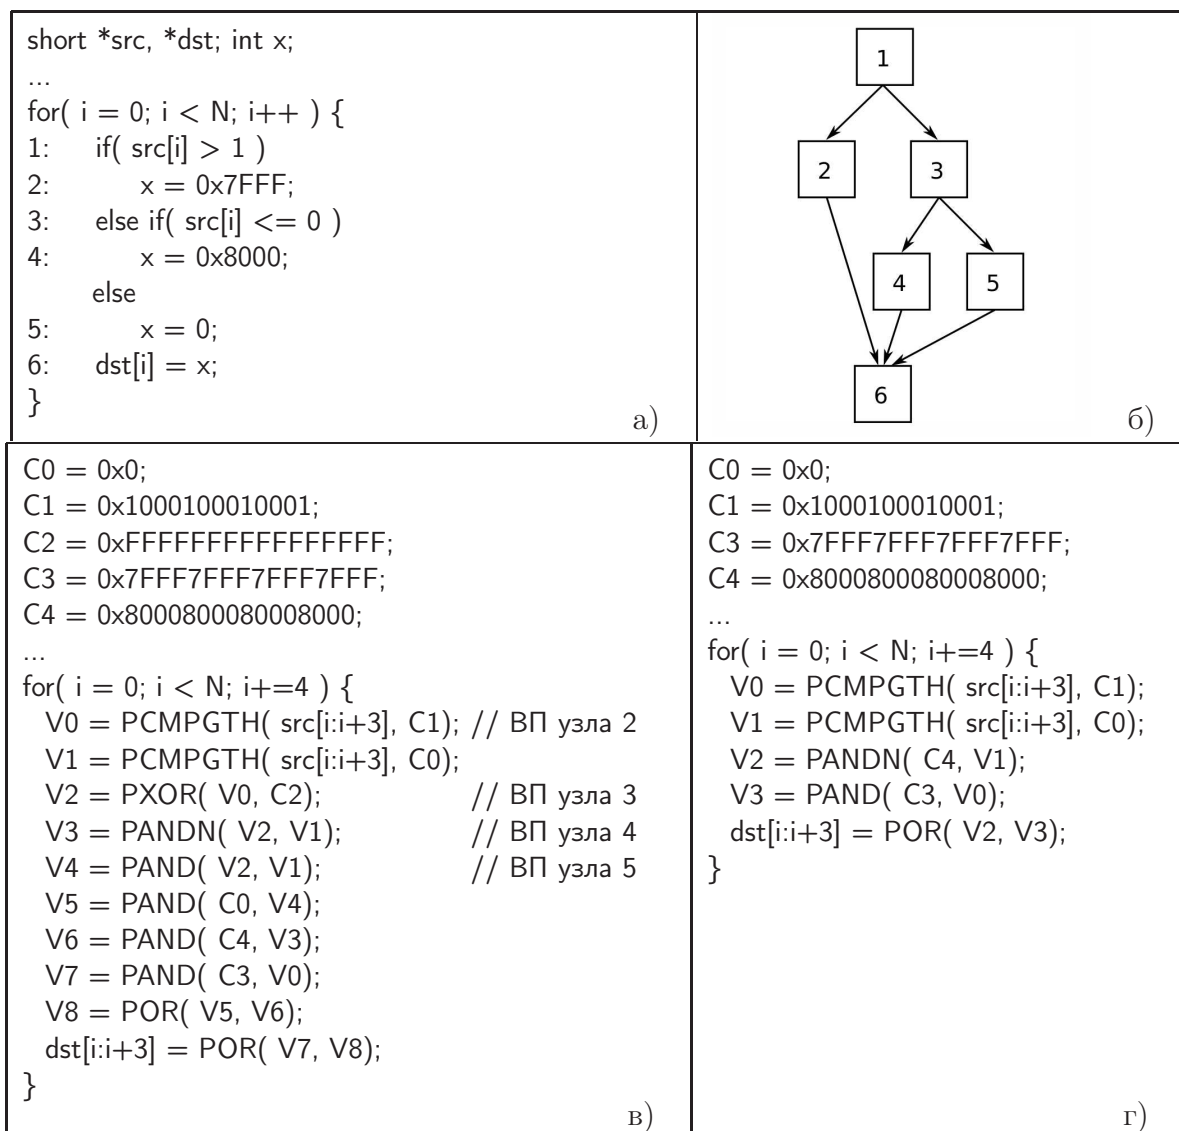 short *src, *dst; int x;
...
for( i = 0; i < N; i++ ) {
1: if( src[i] > 1 )
2: x = 0x7FFF;
3: else if( src[i] <= 0 )
4: x = 0x8000;
else
5: x = 0;
6: dst[i] = x;
}
а)
1
2
3
4
5
6
б)
C0 = 0x0;
C1 = 0x1000100010001;
C2 = 0xFFFFFFFFFFFFFFFF;
C3 = 0x7FFF7FFF7FFF7FFF;
C4 = 0x8000800080008000;
...
for( i = 0; i < N; i+=4 ) {
V0 = PCMPGTH( src[i:i+3], C1); // ВП узла 2
V1 = PCMPGTH( src[i:i+3], C0);
V2 = PXOR( V0, C2); // ВП узла 3
V3 = PANDN( V2, V1); // ВП узла 4
V4 = PAND( V2, V1); // ВП узла 5
V5 = PAND( C0, V4);
V6 = PAND( C4, V3);
V7 = PAND( C3, V0);
V8 = POR( V5, V6);
dst[i:i+3] = POR( V7, V8);
}
в)
C0 = 0x0;
C1 = 0x1000100010001;
C3 = 0x7FFF7FFF7FFF7FFF;
C4 = 0x8000800080008000;
...
for( i = 0; i < N; i+=4 ) {
V0 = PCMPGTH( src[i:i+3], C1);
V1 = PCMPGTH( src[i:i+3], C0);
V2 = PANDN( C4, V1);
V3 = PAND( C3, V0);
dst[i:i+3] = POR( V2, V3);
}
г)